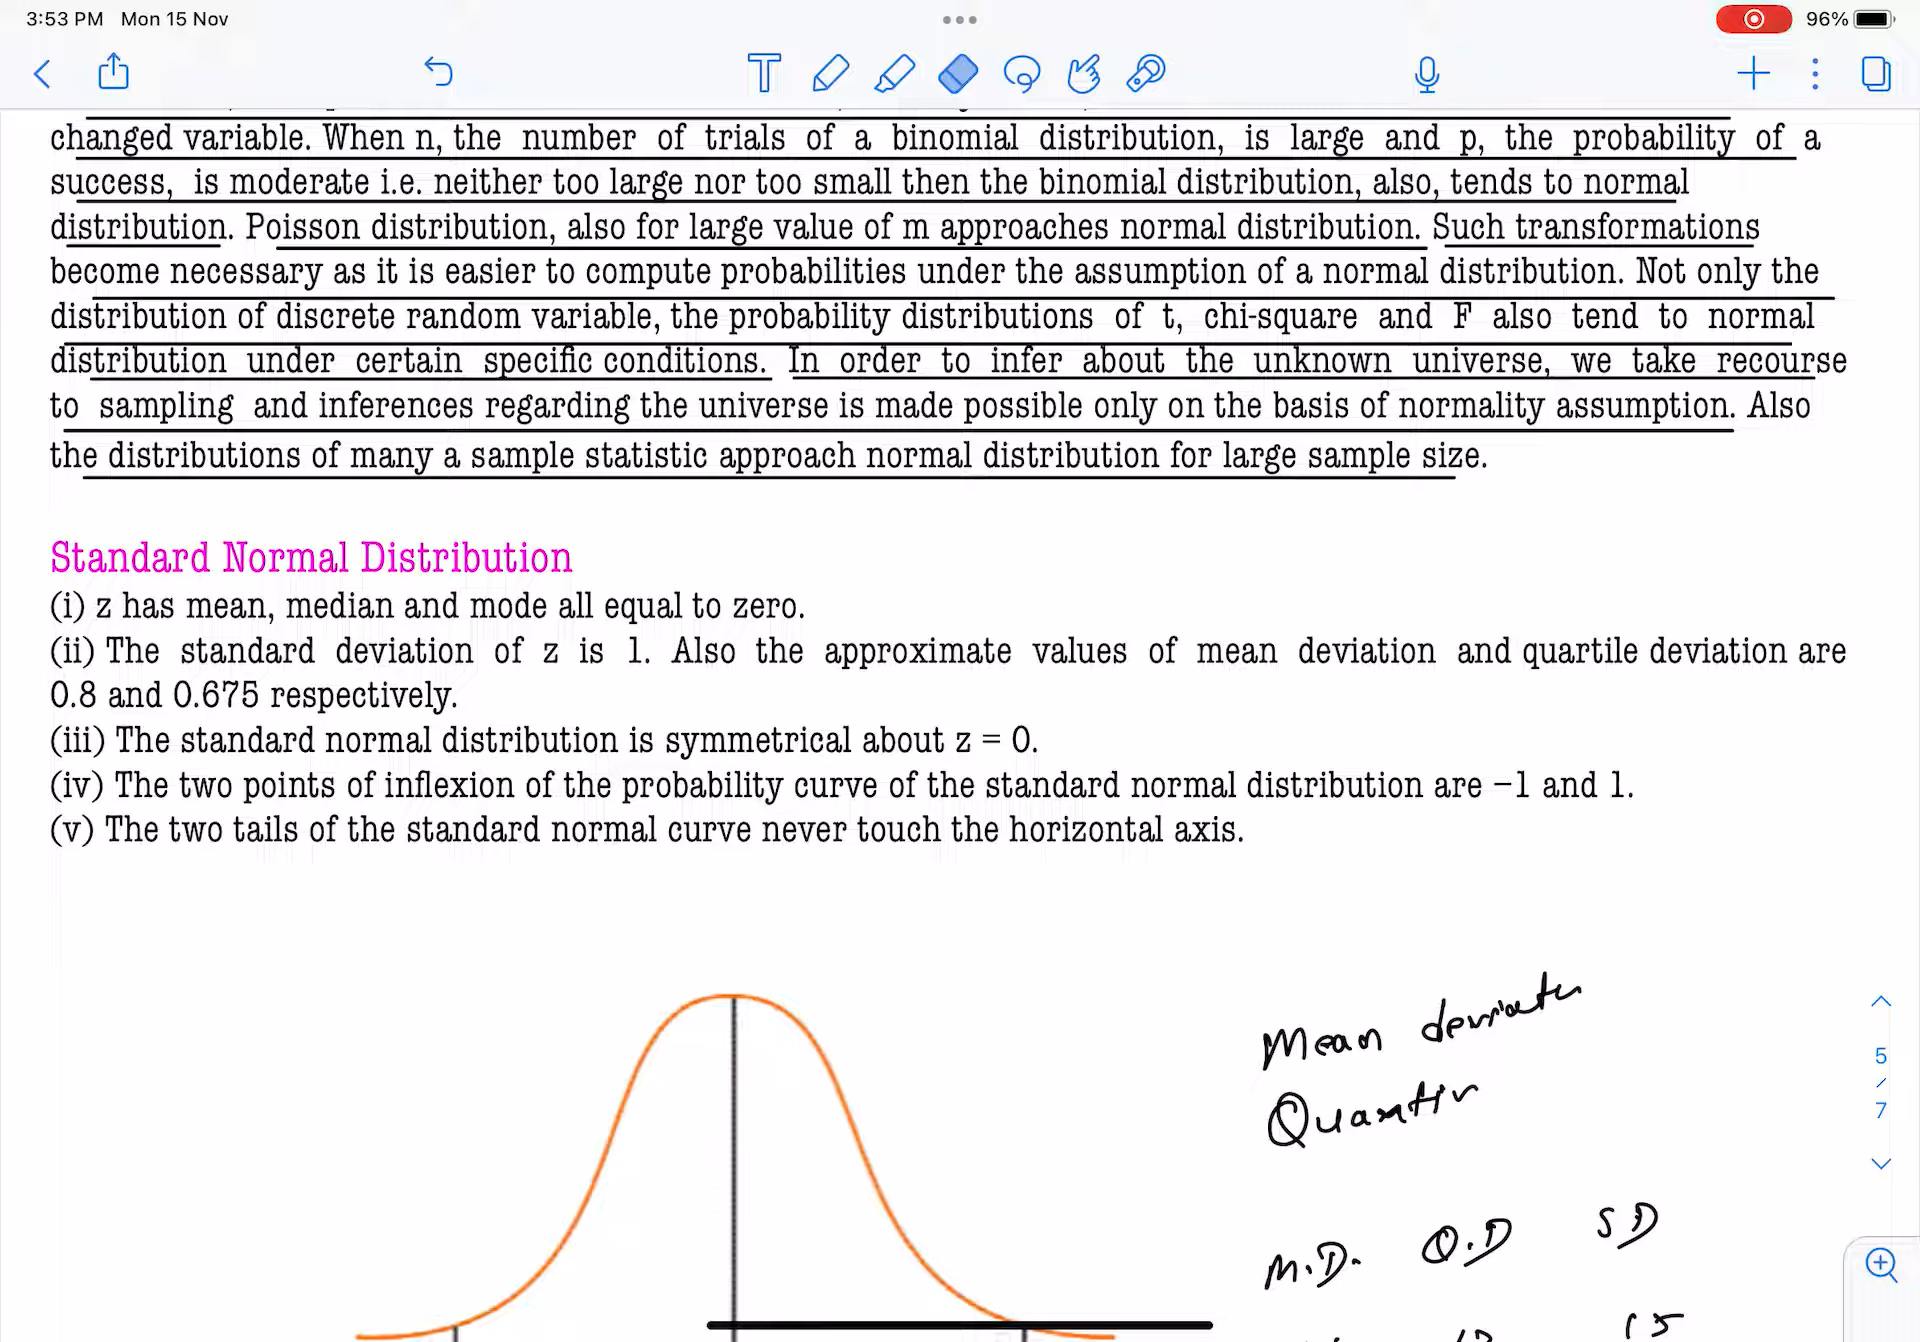 3:53 PM Mon 15 Nov
96%
changed variable. When n, the number of trials of a binomial distribution, is large and p, the probability of a
success, is moderate i.e. neither too large nor too small then the binomial distribution, also, tends to normal
distribution. Poisson distribution, also for large value of m approaches normal distribution. Such transformations
become necessary as it is easier to compute probabilities under the assumption of a normal distribution. Not only the
distribution of discrete random variable, the probability distributions of t, chi-square and F also tend to normal
distribution under certain specific conditions. In order to infer about the unknown universe, we take recourse
to sampling and inferences regarding the universe is made possible only on the basis of normality assumption. Also
the distributions of many a sample statistic approach normal distribution for large sample size.
Standard Normal Distribution
(i) z has mean, median and mode all equal to zero.
(ii) The standard deviation of z is 1. Also the approximate values of mean deviation and quartile deviation are
0.8 and 0.675 respectively.
(iii) The standard normal distribution is symmetrical about z = 0.
(iv) The two points of inflexion of the probability curve of the standard normal distribution are −1 and 1.
(v) The two tails of the standard normal curve never touch the horizontal axis.
Mean
M.D. Q.D SD
15
5
/
7